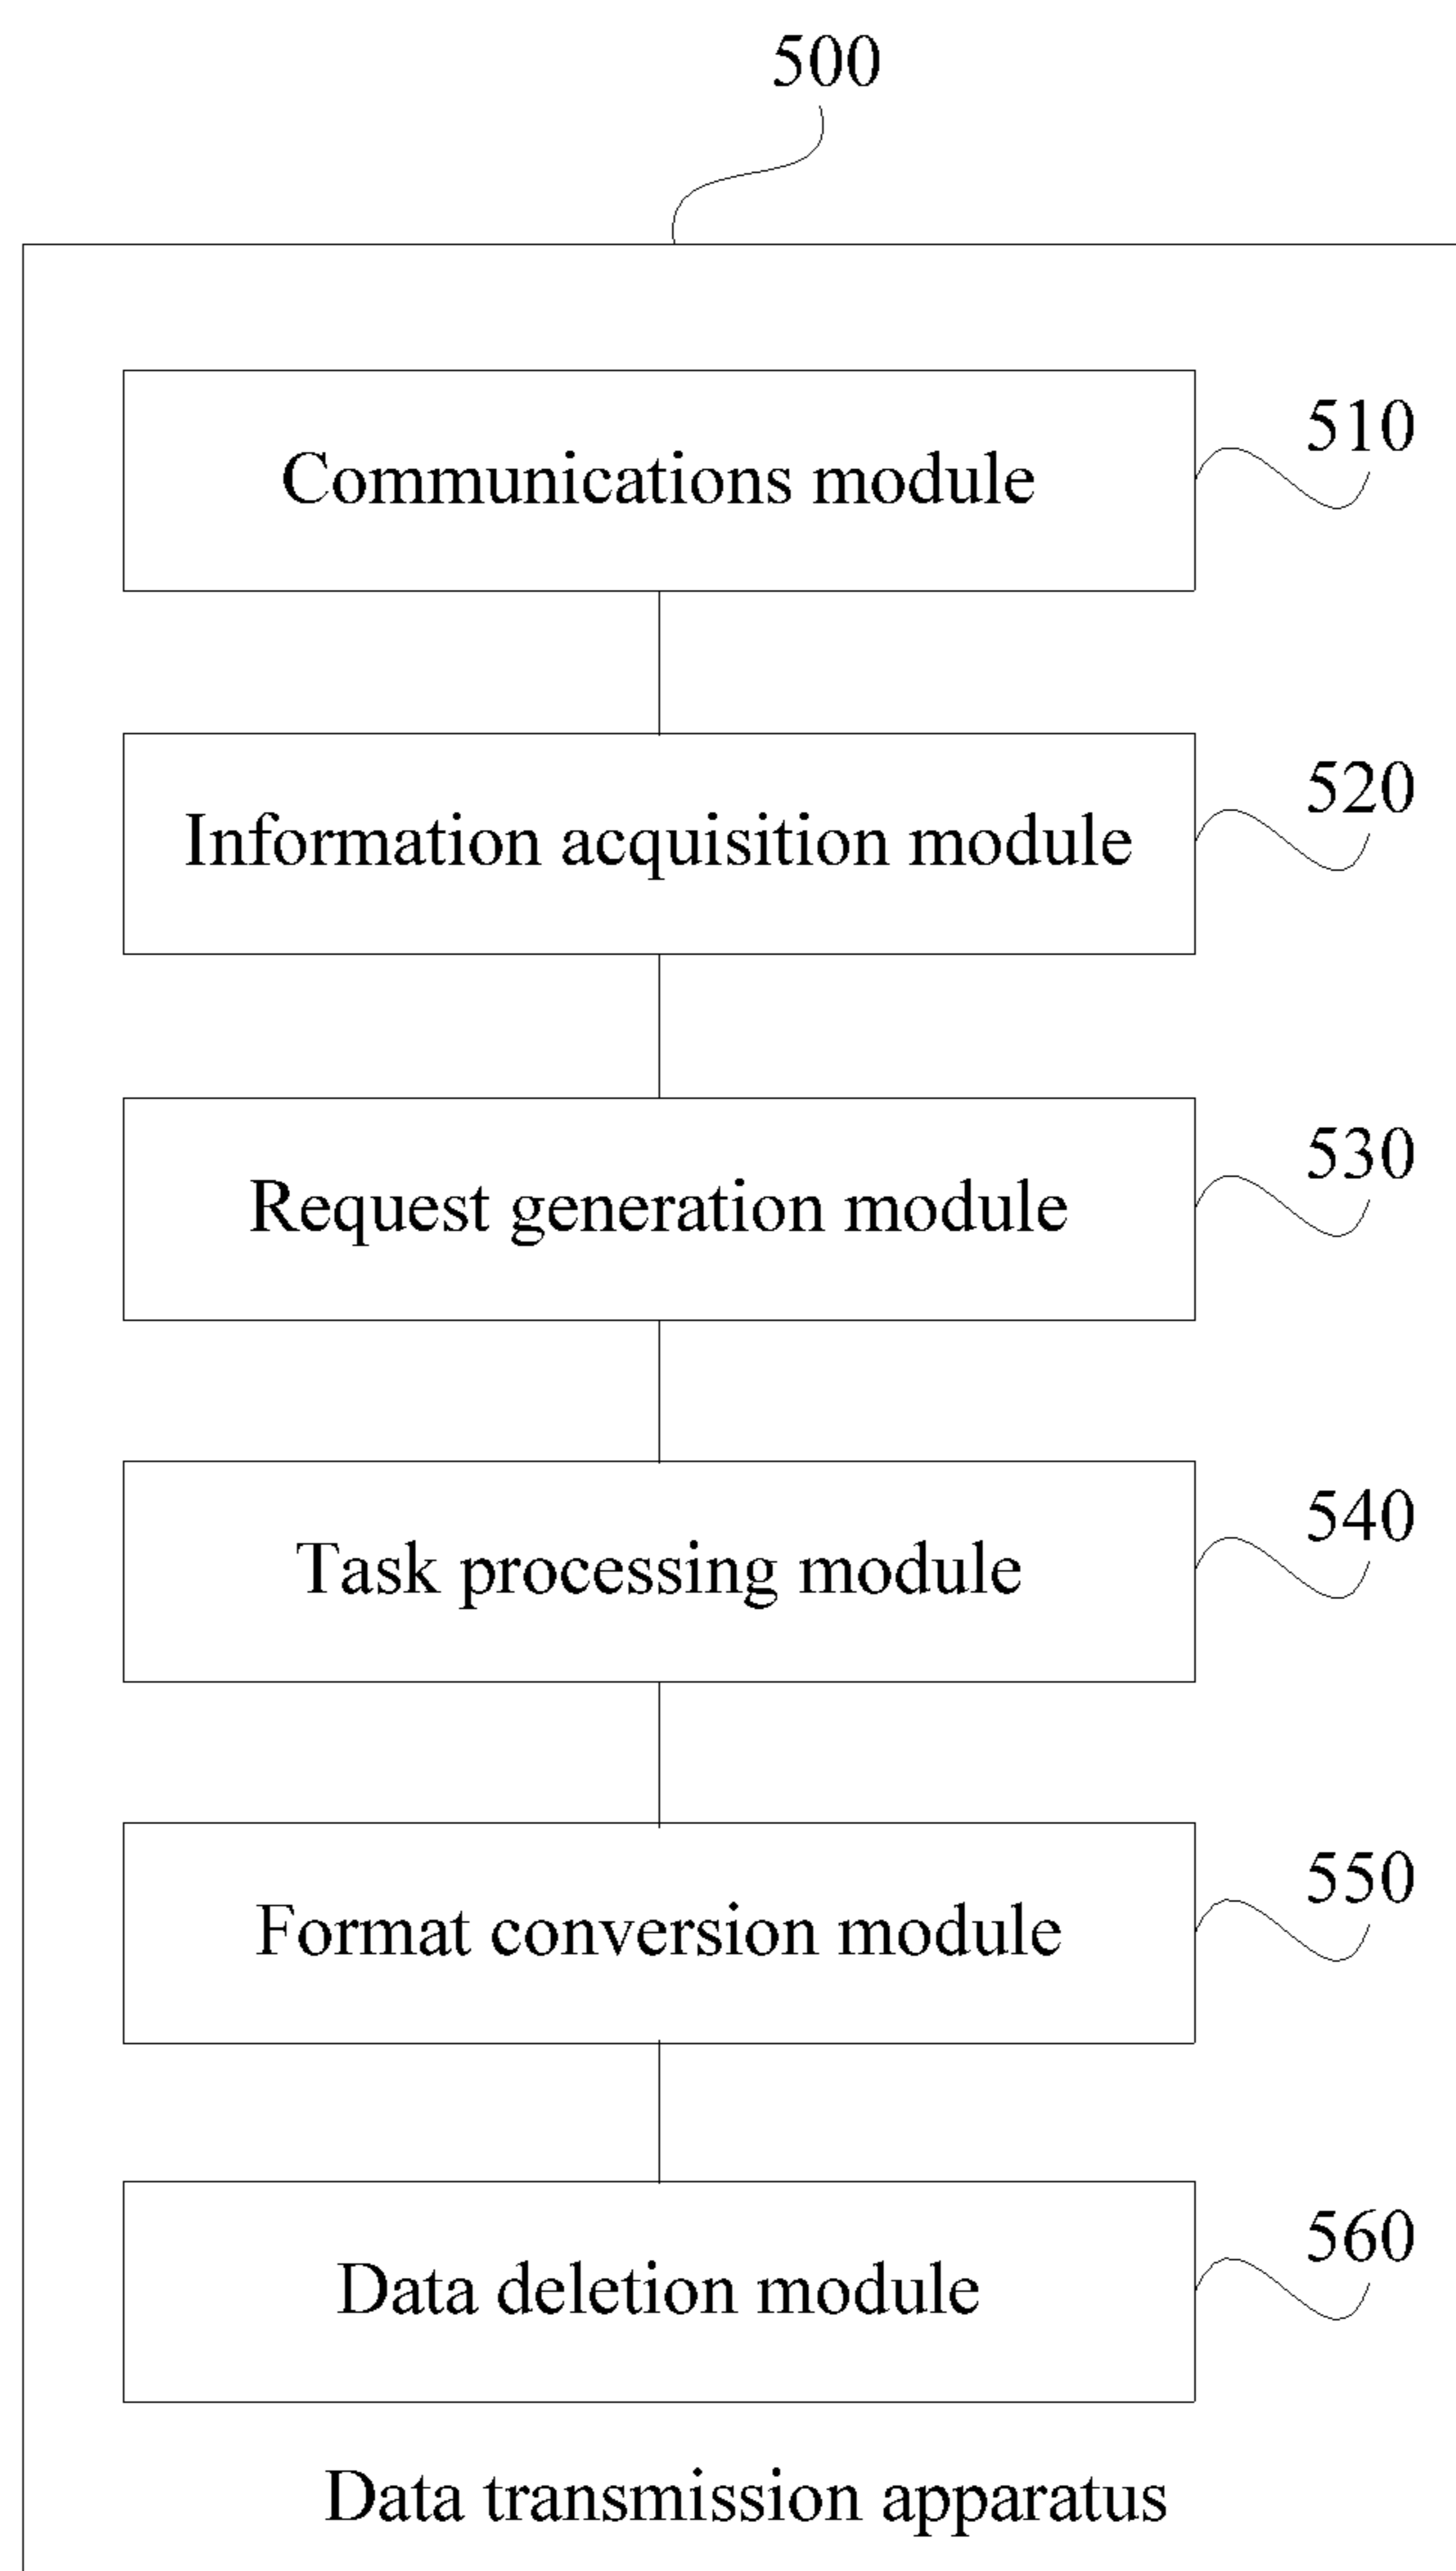 500
Communications module
510
Information acquisition module
520
Request generation module
530
Task processing module
540
Format conversion module
550
Data deletion module
560
Data transmission apparatus